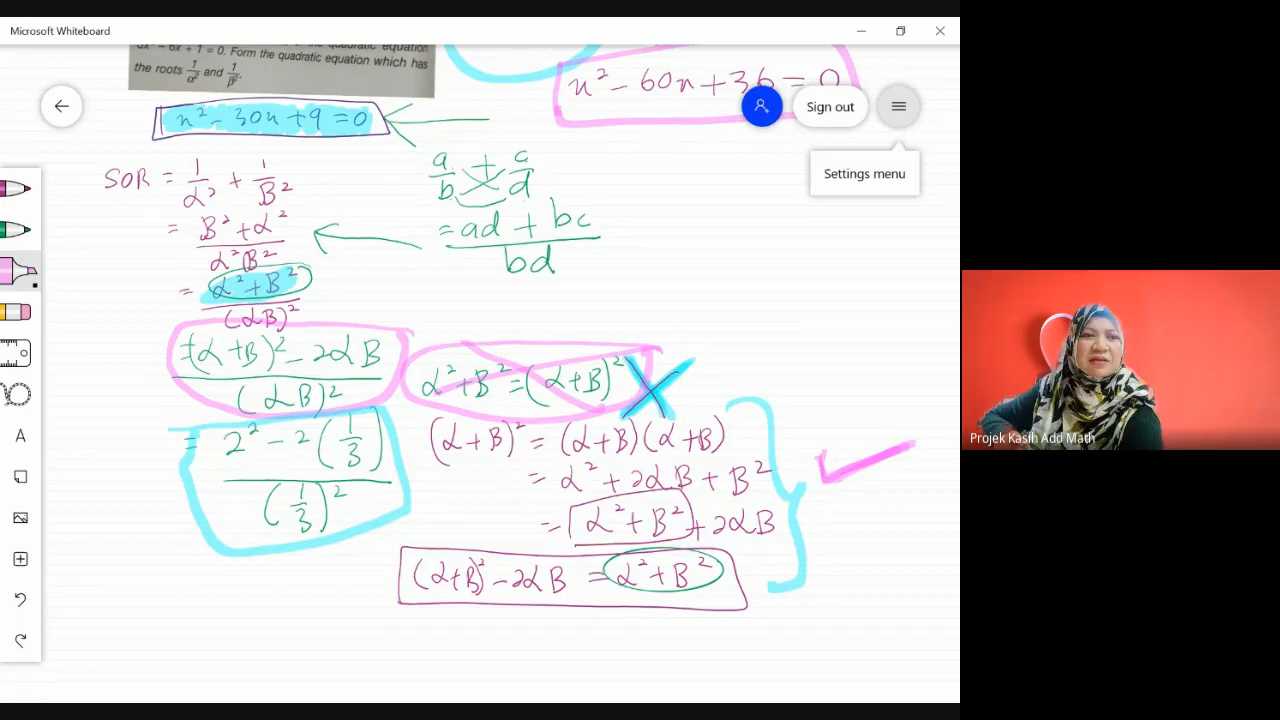 Microsoft Whiteboard
6x² − 6x + 1 = 0. Form the quadratic equation which has
the roots 1/α² and 1/β².
x² − 60x + 36 = 0
Sign out
Settings menu
x² − 30x + 9 = 0
SOR = 1/α² + 1/β²
= β² + α² / α²β²
= α² + β² / (αβ)²
= (α + β)² − 2αβ / (αβ)²
= 2² − 2(1/3) / (1/3)²
a/b + c/d
= ad + bc / bd
α² + β² = (α + β)² X
(α + β)² = (α + β)(α + β)
= α² + 2αβ + β²
= α² + β² + 2αβ
(α + β)² − 2αβ = α² + β²
A
Projek Kasih Add Math